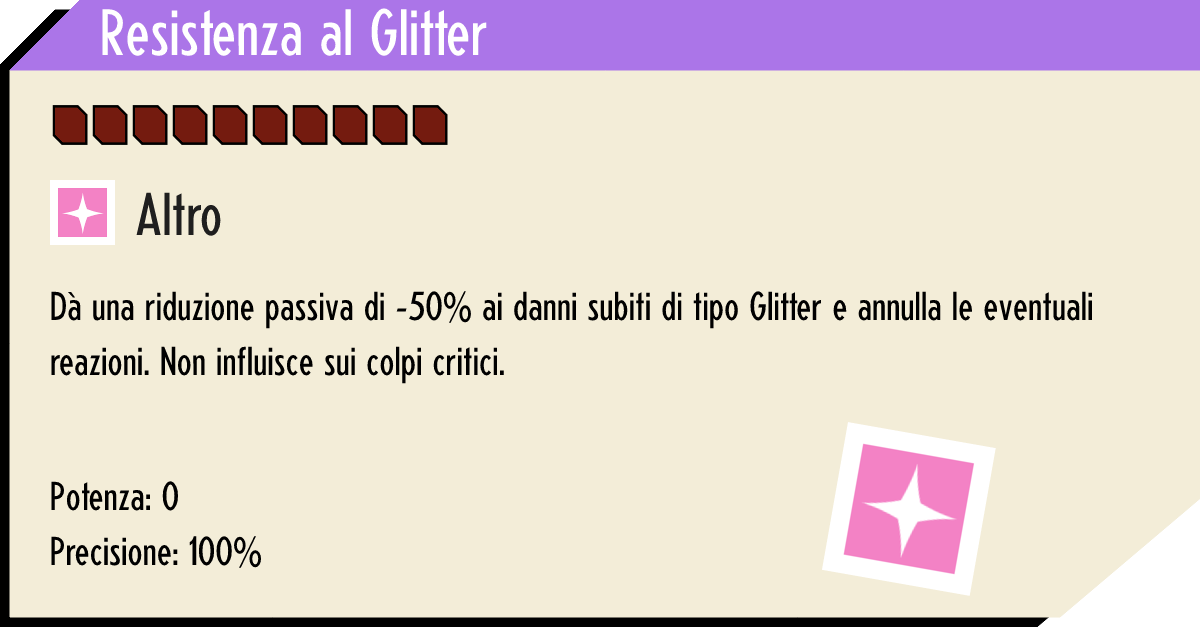 Resistenza al Glitter
Altro
Dà una riduzione passiva di -50% ai danni subiti di tipo Glitter e annulla le eventuali
reazioni. Non influisce sui colpi critici.
Potenza: 0
Precisione: 100%